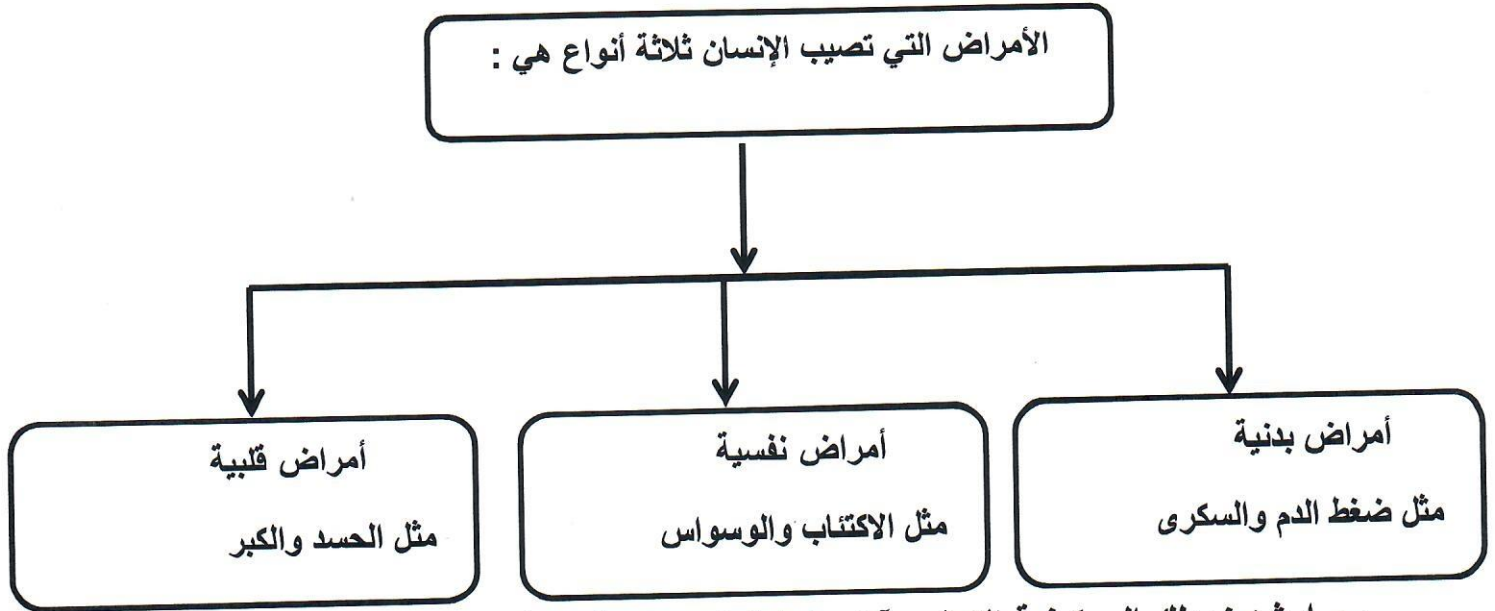 الأمراض التي تصيب الإنسان ثلاثة أنواع هي :
أمراض بدنية
مثل ضغط الدم والسكرى
أمراض نفسية
مثل الاكتئاب والوسواس
أمراض قلبية
مثل الحسد والكبر